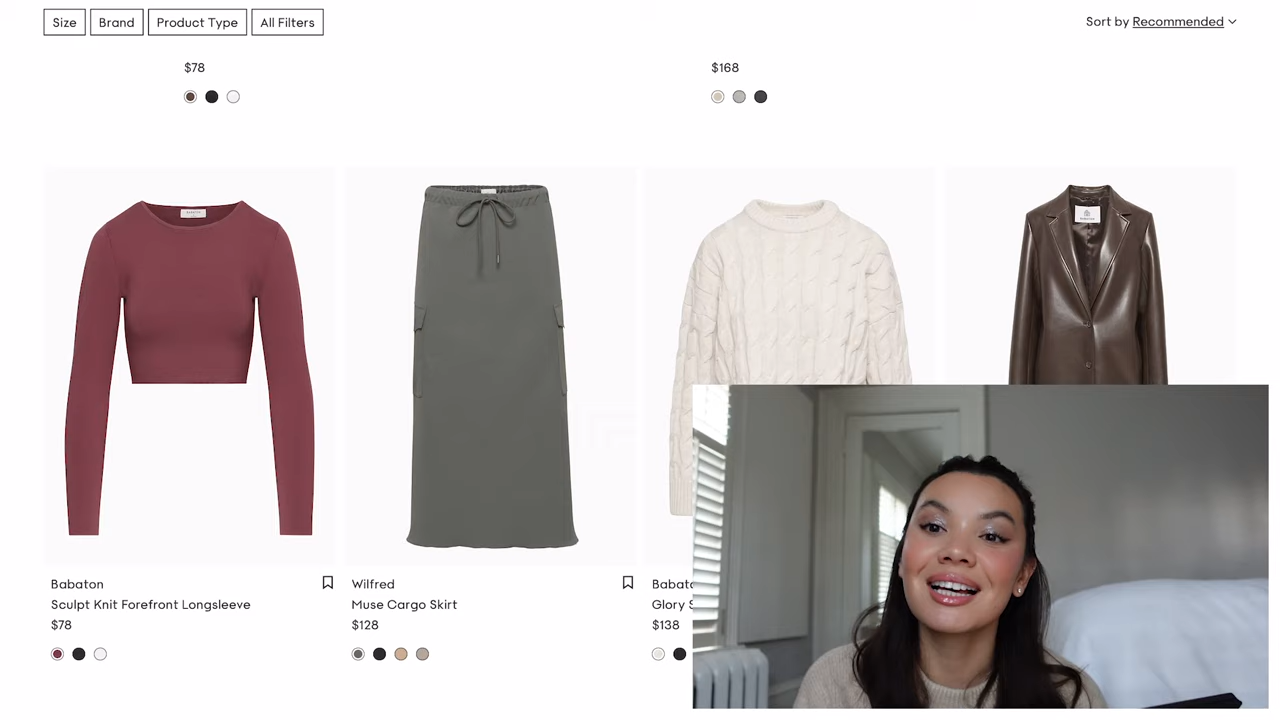 Size Brand Product Type All Filters
Sort by Recommended
$78
$168
Babaton
Sculpt Knit Forefront Longsleeve
$78
Wilfred
Muse Cargo Skirt
$128
Glory
$138